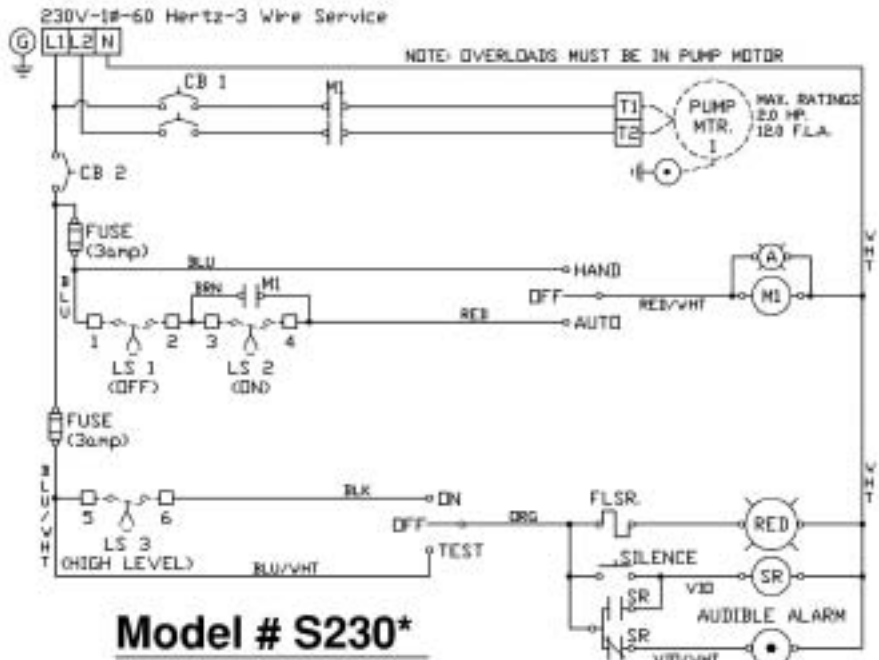 230V-1ø-60 Hertz-3 Wire Service
G L1 L2 N
NOTE: OVERLOADS MUST BE IN PUMP MOTOR
CB 1
M1
T1
T2
PUMP
MTR.
1
MAX. RATINGS
2.0 HP.
12.0 F.L.A.
CB 2
WHT
FUSE
(3amp)
BLU
HAND
A
BLU
BRN
M1
OFF
RED/WHT
M1
RED
AUTO
1 2 3 4
LS 1
(OFF)
LS 2
(ON)
FUSE
(3amp)
BLU/WHT
WHT
BLK
ON
FLSR.
5 6
OFF
ORG
RED
LS 3
(HIGH LEVEL)
TEST
SILENCE
BLU/WHT
VIO
SR
SR
AUDIBLE ALARM
SR
VIO/WHT
Model # S230*